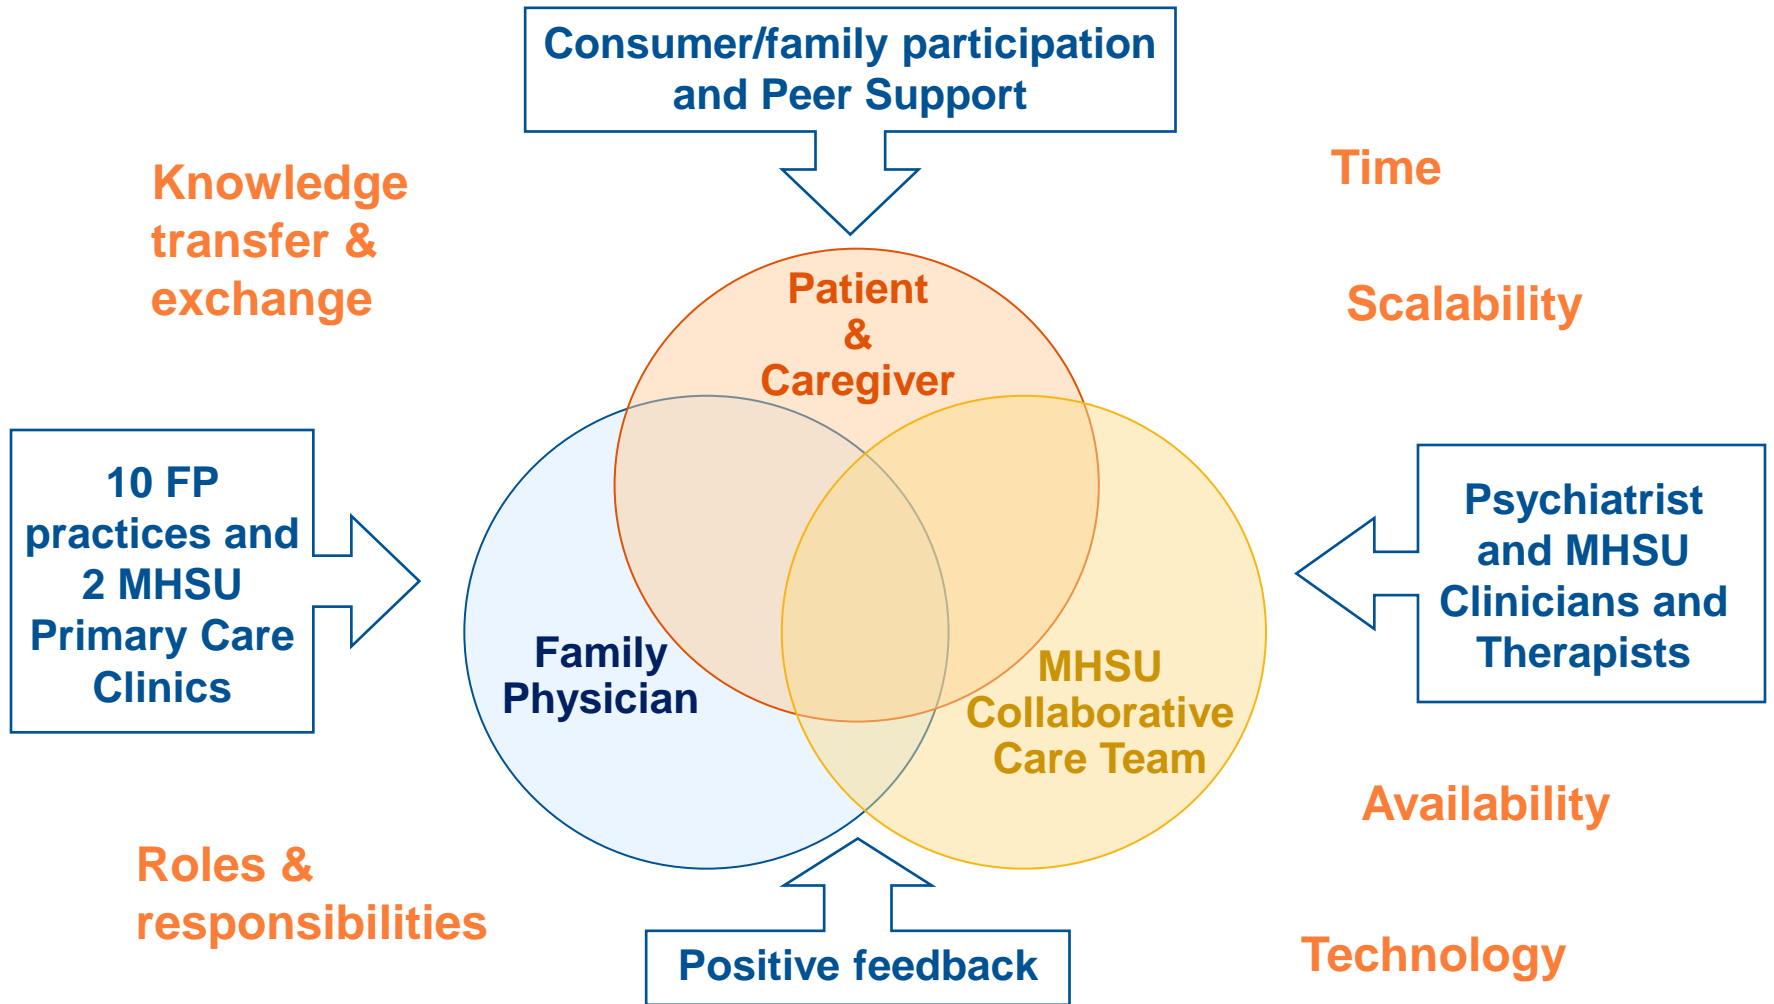 Consumer/family participation
and Peer Support
Knowledge
transfer &
exchange
Time
Scalability
Patient
&
Caregiver
10 FP
practices and
2 MHSU
Primary Care
Clinics
Family
Physician
MHSU
Collaborative
Care Team
Psychiatrist
and MHSU
Clinicians and
Therapists
Roles &
responsibilities
Positive feedback
Availability
Technology